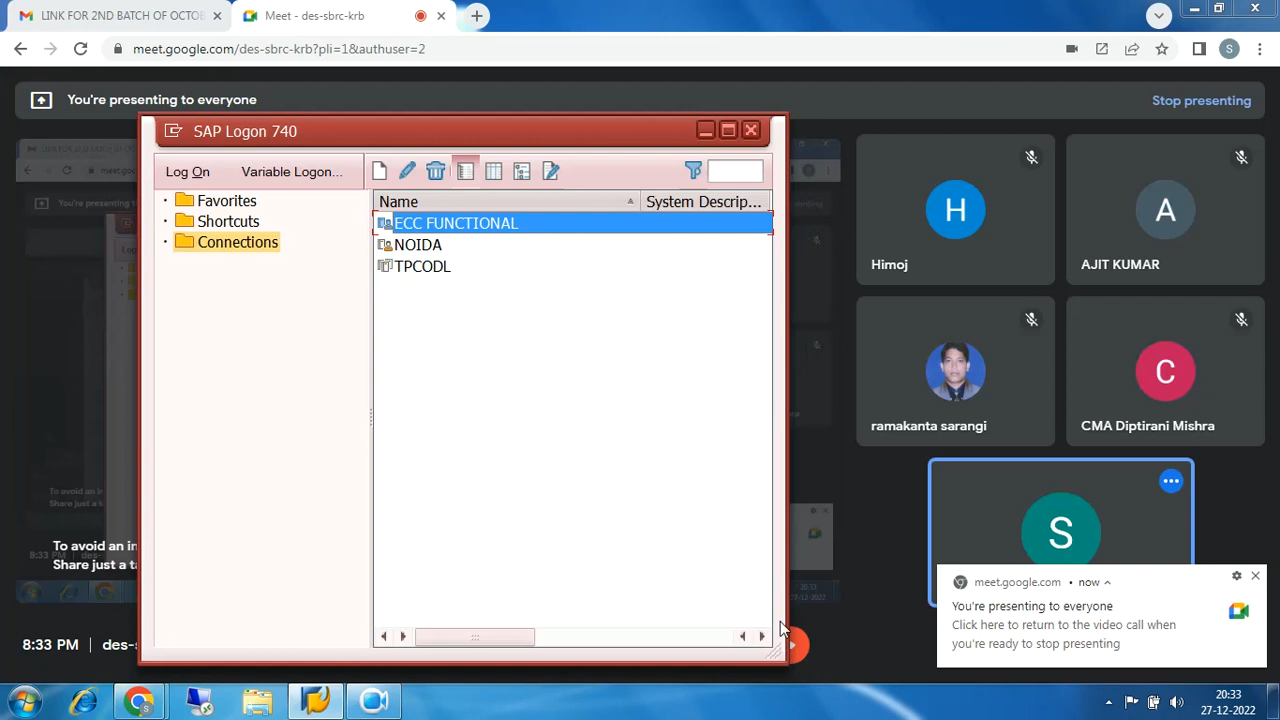 LINK FOR 2ND BATCH OF OCTOB
Meet - des-sbrc-krb
meet.google.com/des-sbrc-krb?pli=1&authuser=2
S
You're presenting to everyone
Stop presenting
SAP Logon 740
Log On
Variable Logon...
Favorites
Shortcuts
Connections
Name
System Descrip...
ECC FUNCTIONAL
NOIDA
TPCODL
H
Himoj
A
AJIT KUMAR
ramakanta sarangi
C
CMA Diptirani Mishra
S
To avoid an in
Share just a ta
8:33 PM
des-s
meet.google.com • now
You're presenting to everyone
Click here to return to the video call when
you're ready to stop presenting
20:33
27-12-2022